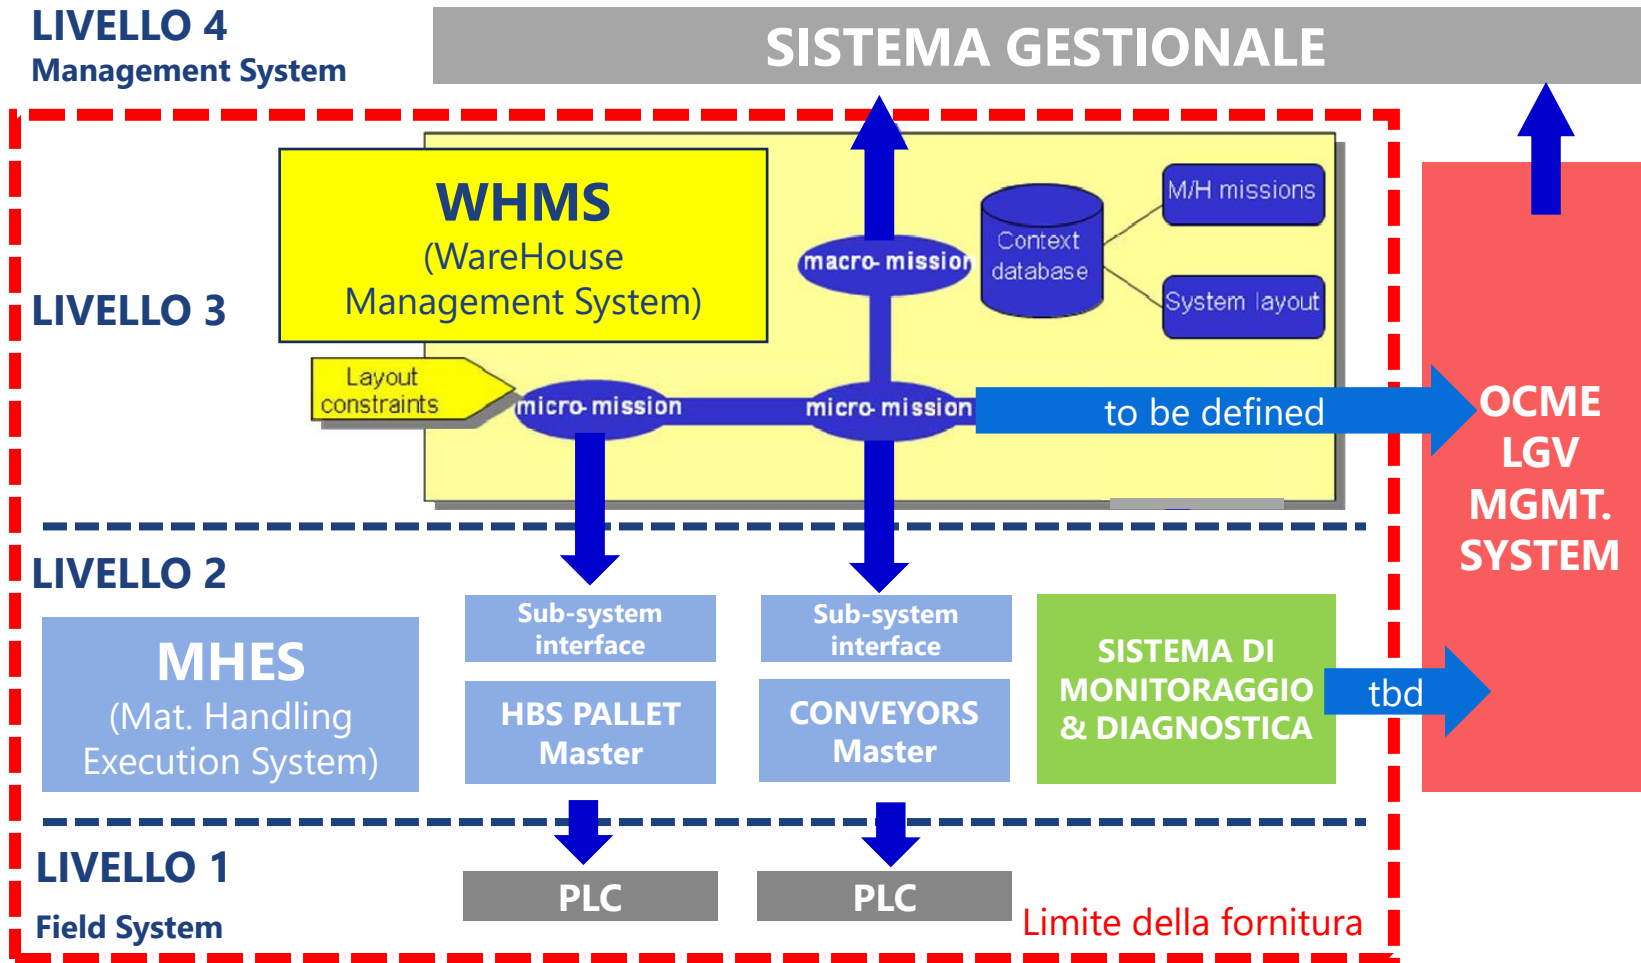 LIVELLO 4
Management System
SISTEMA GESTIONALE
WHMS
(WareHouse
Management System)
LIVELLO 3
macro-mission
Context
database
M/H missions
System layout
Layout
constraints
micro-mission
micro-mission
to be defined
OCME
LGV
MGMT.
SYSTEM
LIVELLO 2
MHES
(Mat. Handling
Execution System)
Sub-system
interface
HBS PALLET
Master
Sub-system
interface
CONVEYORS
Master
SISTEMA DI
MONITORAGGIO
& DIAGNOSTICA
tbd
LIVELLO 1
Field System
PLC
PLC
Limite della fornitura